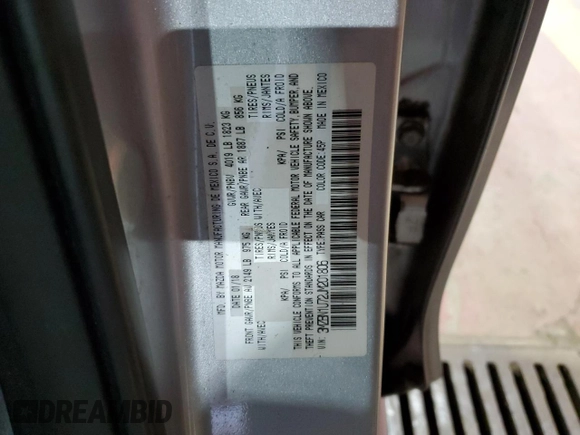 MFD. BY MAZDA MOTOR MANUFACTURING DE MEXICO S.A. DE C.V.
DATE 01/18 GVWR/PNBV 4019 LB 1823 KG
FRONT GAWR/PNBE AV 2149 LB 975 KG REAR GAWR/PNBE AR 1887 LB 856 KG
WITH/AVEC TIRES/PNEUS WITH/AVEC TIRES/PNEUS
RIMS/JANTES RIMS/JANTES
KPA/ PSI COLD/A FROID KPA/ PSI COLD/A FROID
THIS VEHICLE CONFORMS TO ALL APPLICABLE FEDERAL MOTOR VEHICLE SAFETY, BUMPER, AND
THEFT PREVENTION STANDARDS IN EFFECT ON THE DATE OF MANUFACTURE SHOWN ABOVE.
VIN: TYPE:PASS CAR COLOR CODE:45P MADE IN MEXICO
DREAMBID